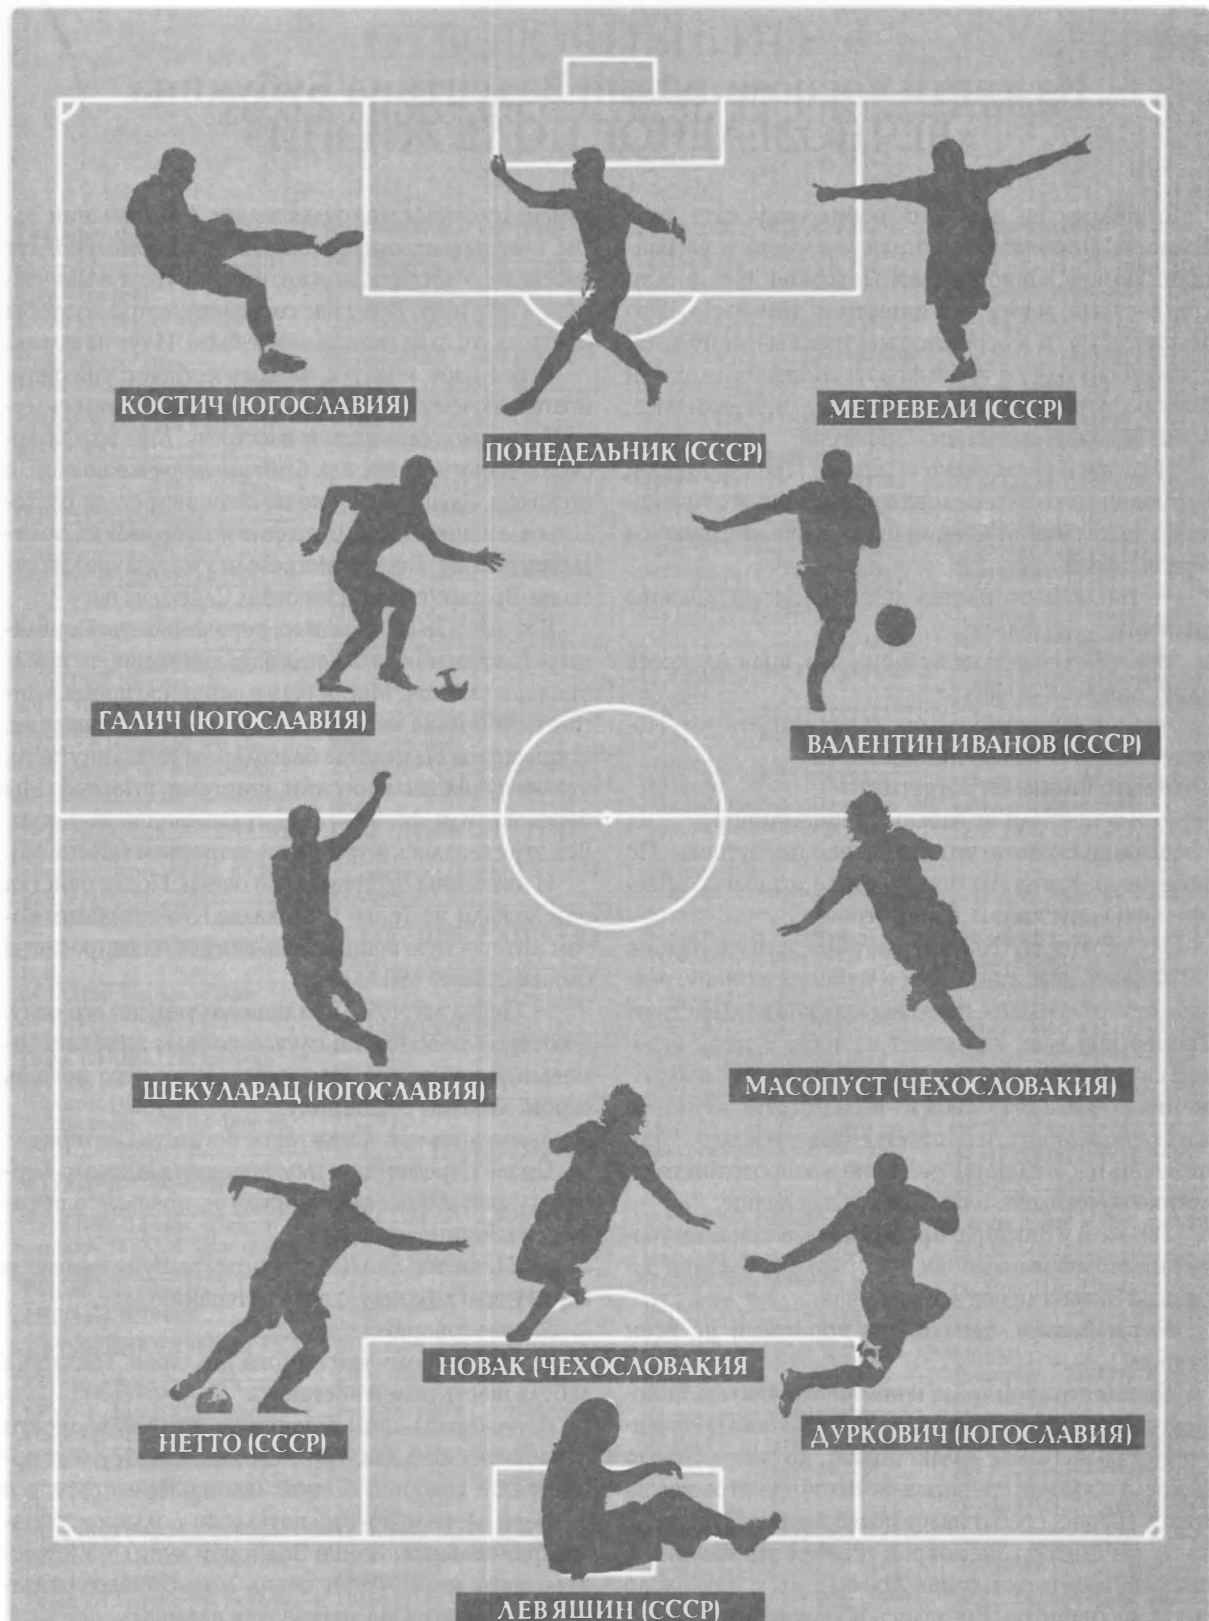 КОСТИЧ (ЮГОСЛАВИЯ)
ПОНЕДЕЛЬНИК (СССР)
МЕТРЕВЕЛИ (СССР)
ГАЛИЧ (ЮГОСЛАВИЯ)
ВАЛЕНТИН ИВАНОВ (СССР)
ШЕКУЛАРАЦ (ЮГОСЛАВИЯ)
МАСОПУСТ (ЧЕХОСЛОВАКИЯ)
НОВАК (ЧЕХОСЛОВАКИЯ
НЕТТО (СССР)
ДУРКОВИЧ (ЮГОСЛАВИЯ)
ЛЕВ ЯШИН (СССР)